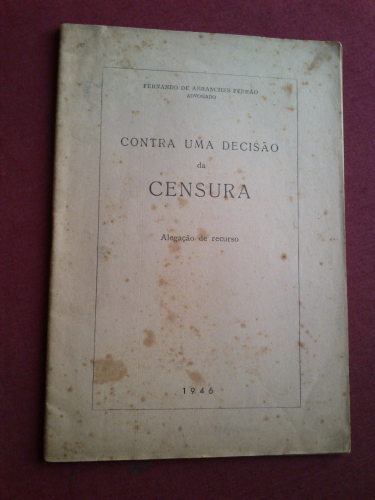 FERNANDO DE ABRANCHES FERRÃO
ADVOGADO
CONTRA UMA DECISÃO
da
CENSURA
Alegação de recurso
1946